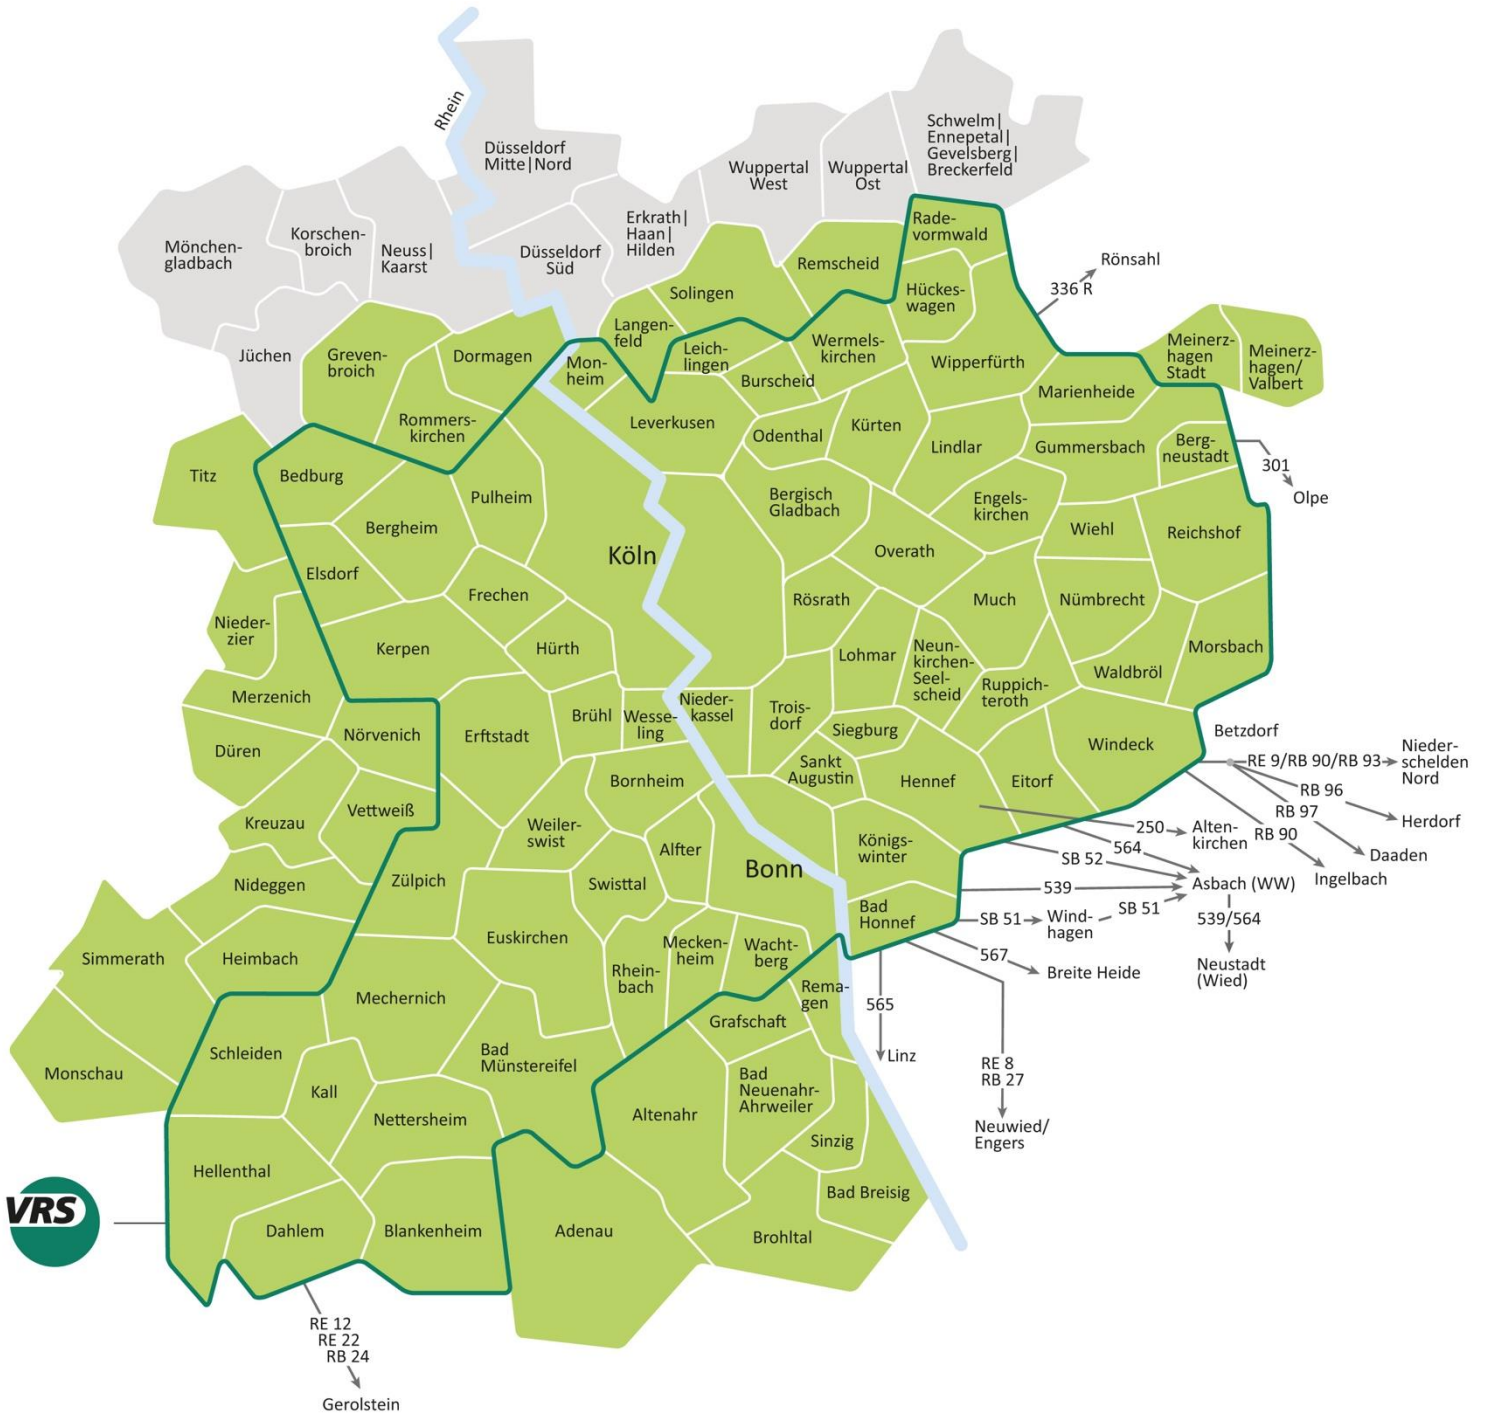 Rhein
Düsseldorf
Mitte|Nord
Schwelm|
Ennepetal|
Gevelsberg|
Breckerfeld
Wuppertal
West
Wuppertal
Ost
Mönchen-
gladbach
Korschen-
broich
Neuss|
Kaarst
Düsseldorf
Süd
Erkrath|
Haan|
Hilden
Rade-
vormwald
Remscheid
Solingen
Hückes-
wagen
Rönsahl
336 R
Jüchen
Greven-
broich
Dormagen
Mon-
heim
Langen-
feld
Leich-
lingen
Wermels-
kirchen
Burscheid
Wipperfürth
Meinerz-
hagen
Stadt
Meinerz-
hagen/
Valbert
Marienheide
Rommers-
kirchen
Leverkusen
Odenthal
Kürten
Lindlar
Gummersbach
Berg-
neustadt
301
Olpe
Titz
Bedburg
Pulheim
Bergheim
Bergisch
Gladbach
Engels-
kirchen
Wiehl
Reichshof
Köln
Overath
Elsdorf
Frechen
Rösrath
Much
Nümbrecht
Nieder-
zier
Kerpen
Hürth
Lohmar
Neun-
kirchen-
Seel-
scheid
Ruppich-
teroth
Waldbröl
Morsbach
Merzenich
Nörvenich
Düren
Erftstadt
Brühl
Wesse-
ling
Nieder-
kassel
Trois-
dorf
Siegburg
Windeck
Sankt
Augustin
Hennef
Eitorf
Betzdorf
RE 9/RB 90/RB 93
Nieder-
schelden
Nord
RB 96
Herdorf
RB 97
Daaden
RB 90
Ingelbach
Bornheim
Kreuzau
Vettweiß
Weiler-
swist
Alfter
Königs-
winter
250
Alten-
kirchen
564
SB 52
539
Asbach (WW)
SB 51
Wind-
hagen
SB 51
539/564
Neustadt
(Wied)
567
Breite Heide
Nideggen
Zülpich
Swisttal
Bonn
Bad
Honnef
Simmerath
Heimbach
Euskirchen
Rhein-
bach
Mecken-
heim
Wacht-
berg
Rema-
gen
565
Linz
RE 8
RB 27
Neuwied/
Engers
Mechernich
Grafschaft
Monschau
Schleiden
Kall
Bad
Münstereifel
Nettersheim
Altenahr
Bad
Neuenahr-
Ahrweiler
Sinzig
Hellenthal
Bad Breisig
VRS
Dahlem
Blankenheim
Adenau
Brohltal
RE 12
RE 22
RB 24
Gerolstein